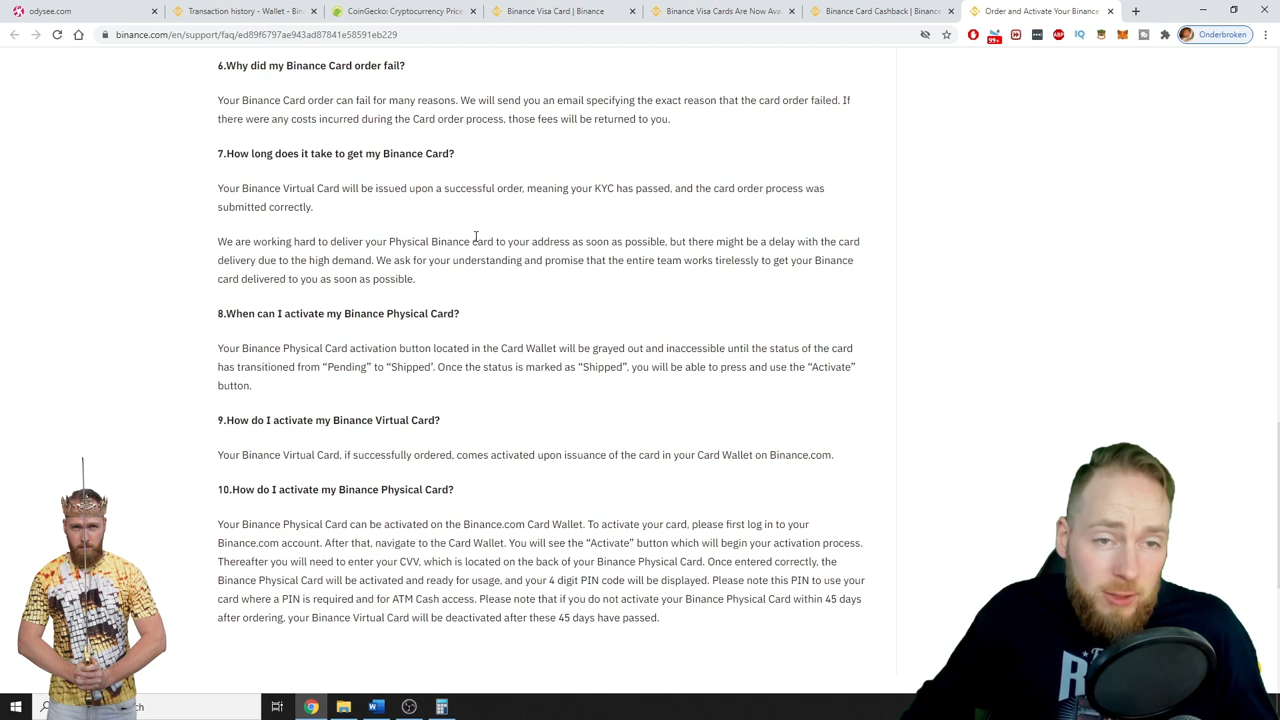 odysee.com
Transaction history - Wallet - Bin
CoinGecko: Cryptocurrency Price
Binance Visa Card | Binance
Binance Visa Cards Are Now Ava
Binance Card Cashback | Binance
Order and Activate Your Binance
binance.com/en/support/faq/ed89f6797ae943ad87841e58591eb229
99+
ABP
IQ
Onderbroken
6.Why did my Binance Card order fail?
Your Binance Card order can fail for many reasons. We will send you an email specifying the exact reason that the card order failed. If
there were any costs incurred during the Card order process, those fees will be returned to you.
7.How long does it take to get my Binance Card?
Your Binance Virtual Card will be issued upon a successful order, meaning your KYC has passed, and the card order process was
submitted correctly.
We are working hard to deliver your Physical Binance card to your address as soon as possible, but there might be a delay with the card
delivery due to the high demand. We ask for your understanding and promise that the entire team works tirelessly to get your Binance
card delivered to you as soon as possible.
8.When can I activate my Binance Physical Card?
Your Binance Physical Card activation button located in the Card Wallet will be grayed out and inaccessible until the status of the card
has transitioned from “Pending” to “Shipped’. Once the status is marked as “Shipped”, you will be able to press and use the “Activate”
button.
9.How do I activate my Binance Virtual Card?
Your Binance Virtual Card, if successfully ordered, comes activated upon issuance of the card in your Card Wallet on Binance.com.
10.How do I activate my Binance Physical Card?
Your Binance Physical Card can be activated on the Binance.com Card Wallet. To activate your card, please first log in to your
Binance.com account. After that, navigate to the Card Wallet. You will see the “Activate” button which will begin your activation process.
Thereafter you will need to enter your CVV, which is located on the back of your Binance Physical Card. Once entered correctly, the
Binance Physical Card will be activated and ready for usage, and your 4 digit PIN code will be displayed. Please note this PIN to use your
card where a PIN is required and for ATM Cash access. Please note that if you do not activate your Binance Physical Card within 45 days
after ordering, your Binance Virtual Card will be deactivated after these 45 days have passed.